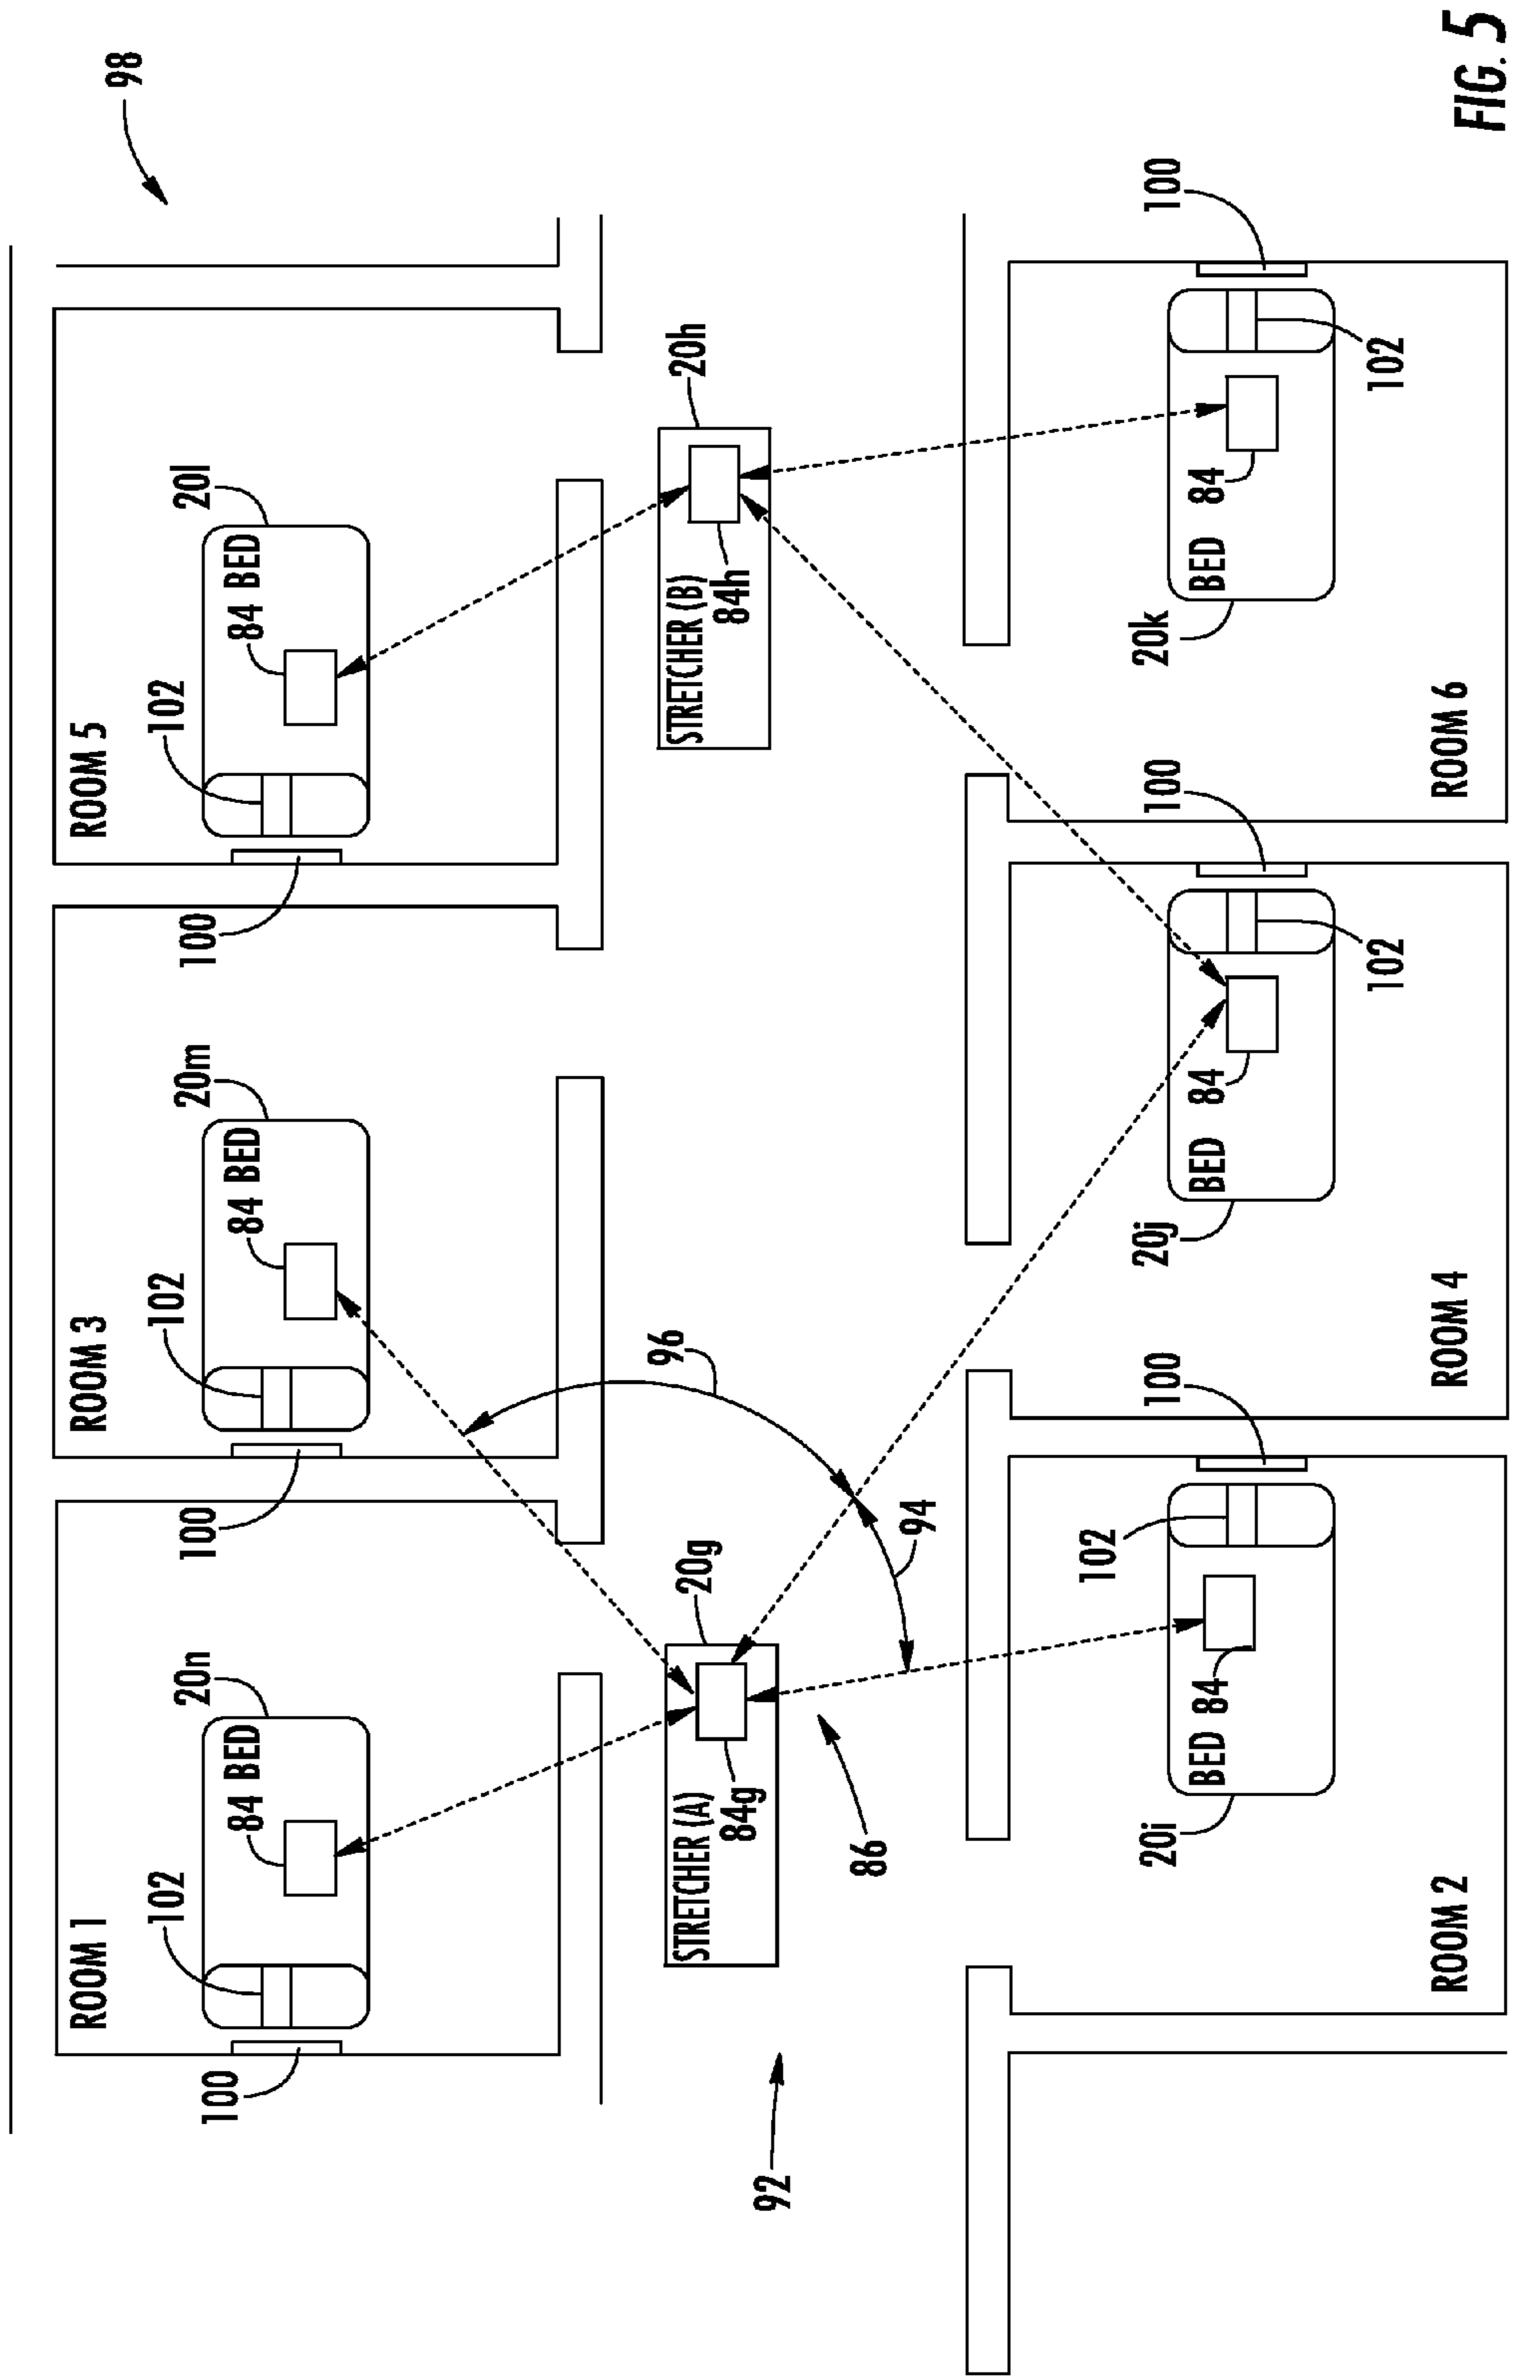 ROOM 1
ROOM 3
ROOM 5
98
102
102
102
20n
20m
20l
100
100
100
84 BED
84 BED
84 BED
96
20g
20h
STRETCHER (A)
84g
STRETCHER (B)
84h
92
86
94
102
20i
100
20j
100
20k
100
BED 84
BED 84
BED 84
102
102
ROOM 2
ROOM 4
ROOM 6
FIG. 5